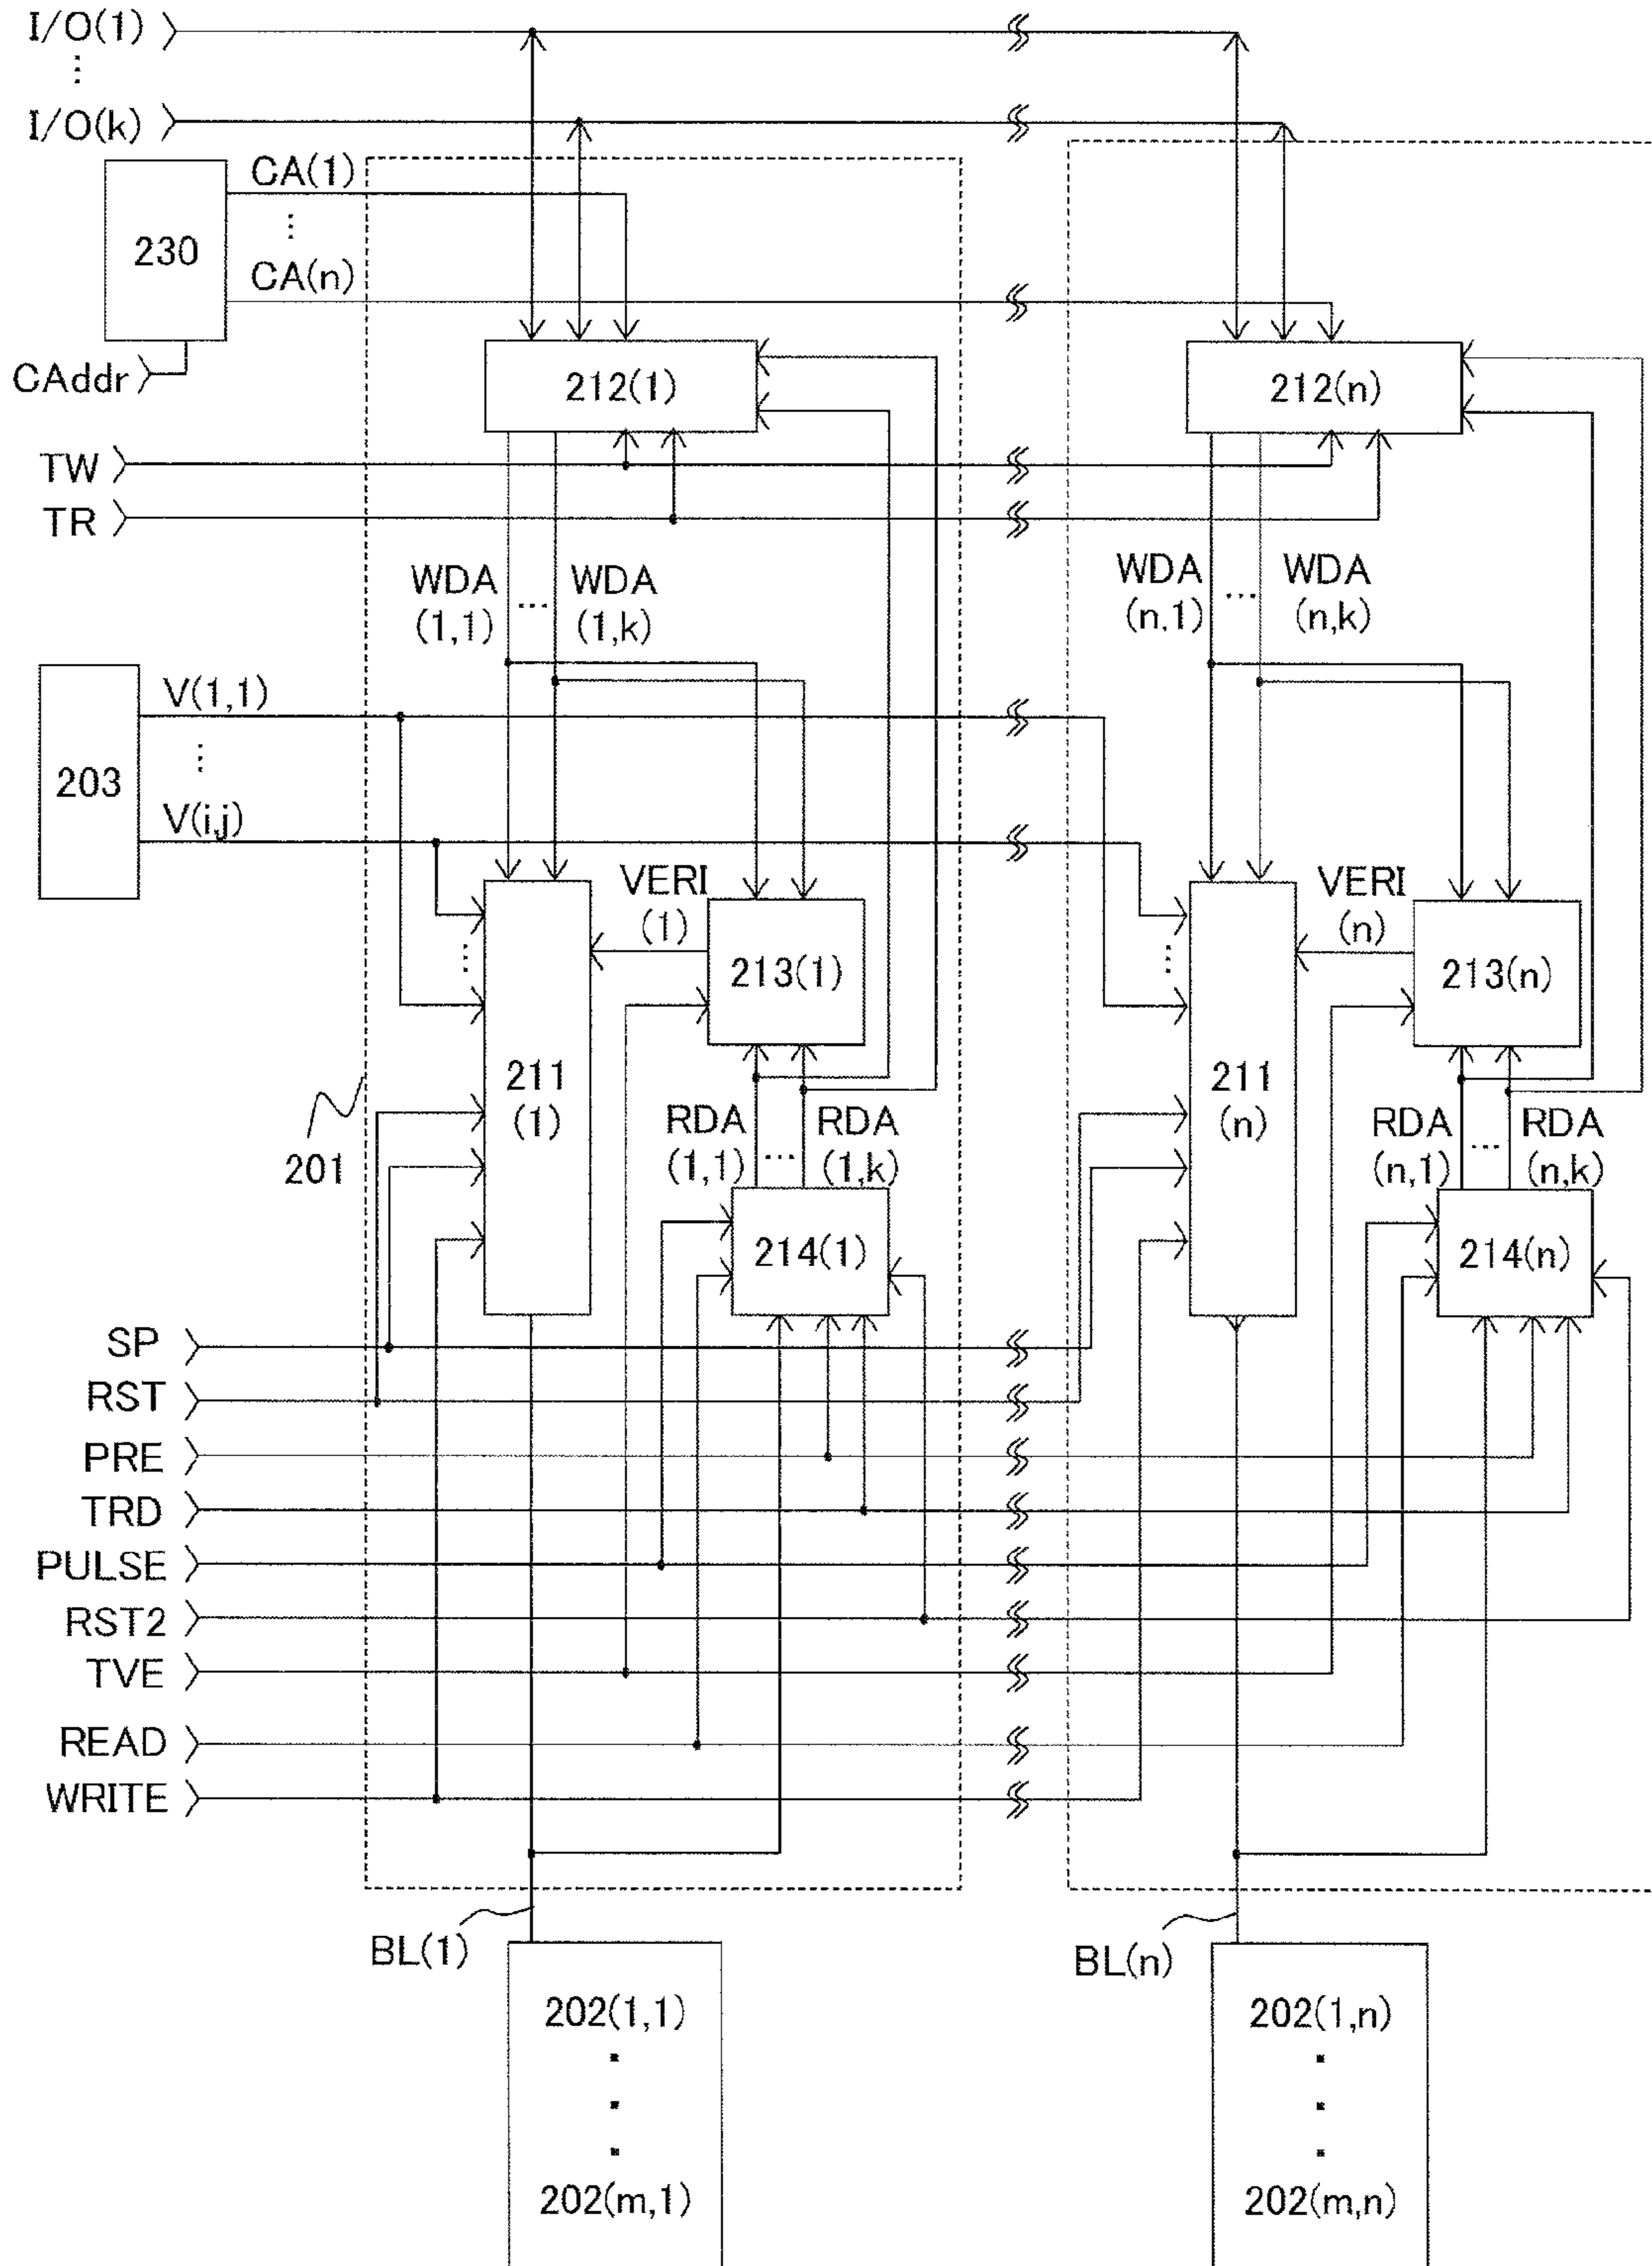 I/O(1)
⋮
I/O(k)
CA(1)
⋮
230
CA(n)
CAddr
212(1)
212(n)
TW
TR
WDA ... WDA
(1,1) (1,k)
WDA ... WDA
(n,1) (n,k)
V(1,1)
⋮
203
V(i,j)
VERI
(1)
VERI
(n)
213(1)
213(n)
211
(1)
211
(n)
RDA ... RDA
(1,1) (1,k)
RDA ... RDA
(n,1) (n,k)
201
214(1)
214(n)
SP
RST
PRE
TRD
PULSE
RST2
TVE
READ
WRITE
BL(1)
BL(n)
202(1,1)
202(m,1)
202(1,n)
202(m,n)